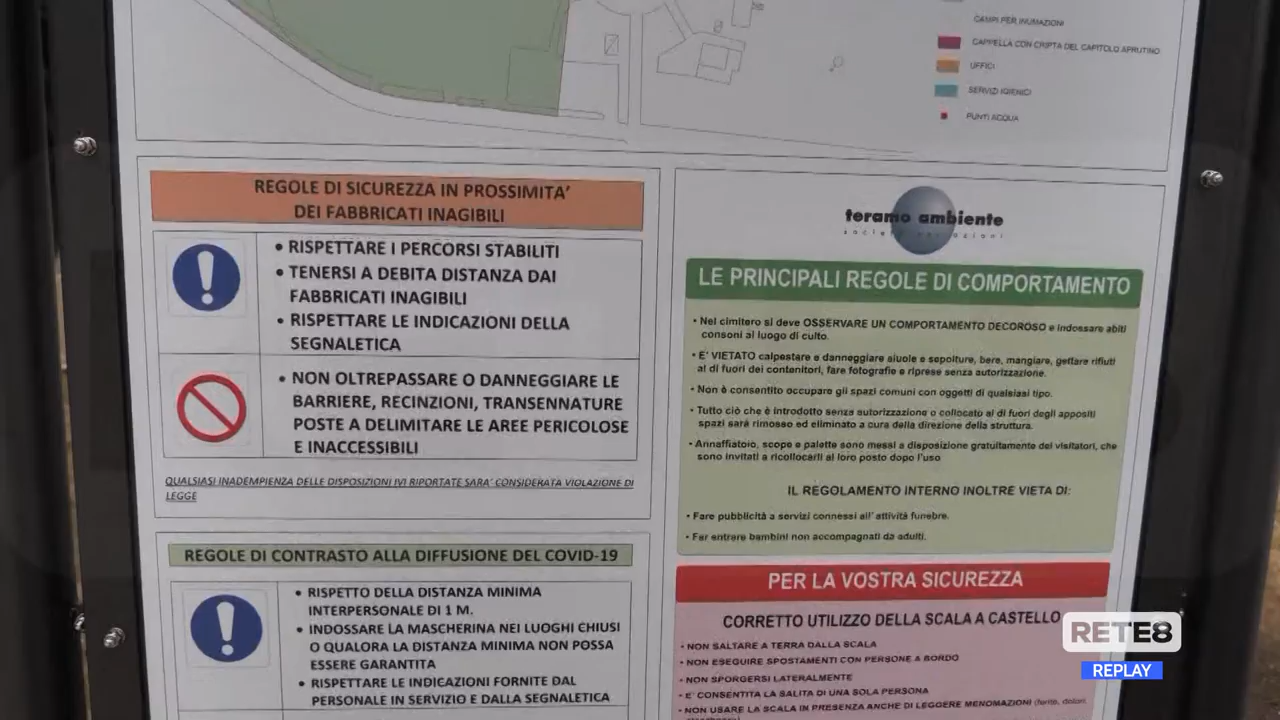 CAMPI PER INUMAZIONI
CAPPELLA CON CRIPTA DEL CAPITOLO APRUTINO
UFFICI
SERVIZI IGIENICI
PUNTI ACQUA
REGOLE DI SICUREZZA IN PROSSIMITA'
DEI FABBRICATI INAGIBILI
• RISPETTARE I PERCORSI STABILITI
• TENERSI A DEBITA DISTANZA DAI
FABBRICATI INAGIBILI
• RISPETTARE LE INDICAZIONI DELLA
SEGNALETICA
• NON OLTREPASSARE O DANNEGGIARE LE
BARRIERE, RECINZIONI, TRANSENNATURE
POSTE A DELIMITARE LE AREE PERICOLOSE
E INACCESSIBILI
QUALSIASI INADEMPIENZA DELLE DISPOSIZIONI IVI RIPORTATE SARA' CONSIDERATA VIOLAZIONE DI
LEGGE
REGOLE DI CONTRASTO ALLA DIFFUSIONE DEL COVID-19
• RISPETTO DELLA DISTANZA MINIMA
INTERPERSONALE DI 1 M.
• INDOSSARE LA MASCHERINA NEI LUOGHI CHIUSI
O QUALORA LA DISTANZA MINIMA NON POSSA
ESSERE GARANTITA
• RISPETTARE LE INDICAZIONI FORNITE DAL
PERSONALE IN SERVIZIO E DALLA SEGNALETICA
teramo ambiente
LE PRINCIPALI REGOLE DI COMPORTAMENTO
• Nel cimitero si deve OSSERVARE UN COMPORTAMENTO DECOROSO e indossare abiti
consoni al luogo di culto.
• E' VIETATO calpestare e danneggiare aiuole e sepolture, bere, mangiare, gettare rifiuti
al di fuori dei contenitori, fare fotografie e riprese senza autorizzazione.
• Non è consentito occupare gli spazi comuni con oggetti di qualsiasi tipo.
• Tutto ciò che è introdotto senza autorizzazione o collocato al di fuori degli appositi
spazi sarà rimosso ed eliminato a cura della direzione della struttura.
• Annaffiatoio, scope e palette sono messi a disposizione gratuitamente dei visitatori, che
sono invitati a ricollocarli al loro posto dopo l'uso
IL REGOLAMENTO INTERNO INOLTRE VIETA DI:
• Fare pubblicità a servizi connessi all' attività funebre.
• Far entrare bambini non accompagnati da adulti.
PER LA VOSTRA SICUREZZA
CORRETTO UTILIZZO DELLA SCALA A CASTELLO
• NON SALTARE A TERRA DALLA SCALA
• NON ESEGUIRE SPOSTAMENTI CON PERSONE A BORDO
• NON SPORGERSI LATERALMENTE
• E' CONSENTITA LA SALITA DI UNA SOLA PERSONA
• NON USARE LA SCALA IN PRESENZA ANCHE DI LEGGERE MENOMAZIONI (ferite, dolori,
RETE8
REPLAY